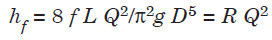 h_f = 8 f L Q²/π²g D⁵ = R Q²